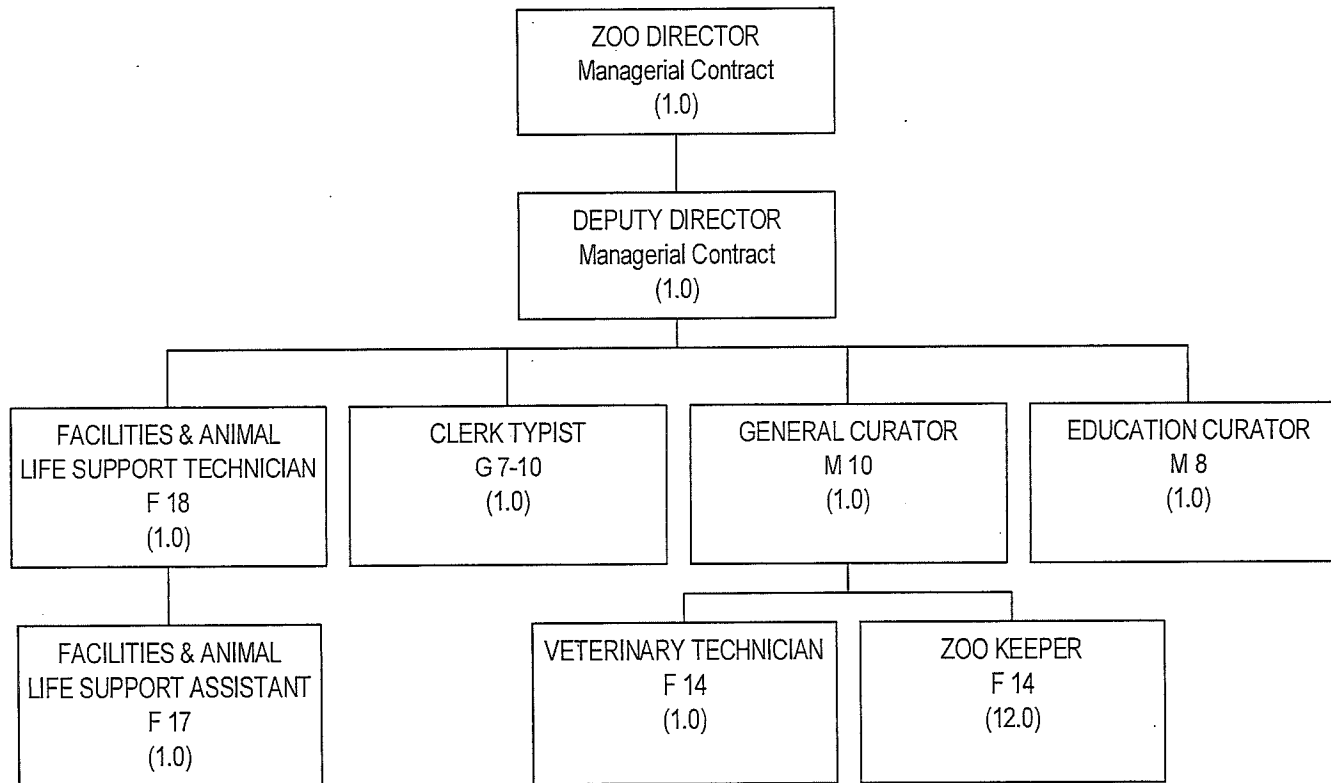 ZOO DIRECTOR
Managerial Contract
(1.0)
DEPUTY DIRECTOR
Managerial Contract
(1.0)
FACILITIES & ANIMAL
LIFE SUPPORT TECHNICIAN
F 18
(1.0)
CLERK TYPIST
G 7-10
(1.0)
GENERAL CURATOR
M 10
(1.0)
EDUCATION CURATOR
M 8
(1.0)
FACILITIES & ANIMAL
LIFE SUPPORT ASSISTANT
F 17
(1.0)
VETERINARY TECHNICIAN
F 14
(1.0)
ZOO KEEPER
F 14
(12.0)